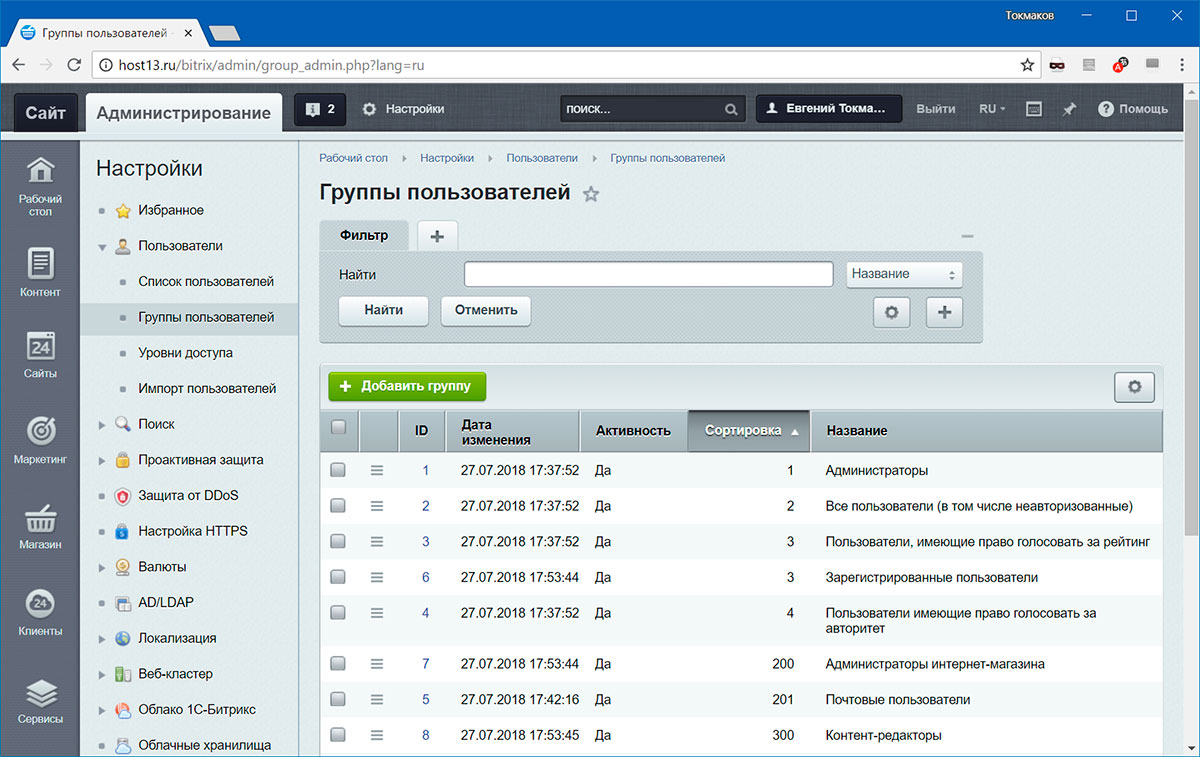 Токмаков
Группы пользователей
host13.ru/bitrix/admin/group_admin.php?lang=ru
Сайт
Администрирование
2
Настройки
поиск...
Евгений Токма...
Выйти
RU
Помощь
Рабочий
стол
Контент
24
Сайты
Маркетинг
Магазин
24
Клиенты
Сервисы
Настройки
Избранное
Пользователи
Список пользователей
Группы пользователей
Уровни доступа
Импорт пользователей
Поиск
Проактивная защита
Защита от DDoS
Настройка HTTPS
Валюты
AD/LDAP
Локализация
Веб-кластер
Облако 1С-Битрикс
Облачные хранилища
Рабочий стол Настройки Пользователи Группы пользователей
Группы пользователей
Фильтр
Найти
Название
Найти Отменить
Добавить группу
ID Дата изменения Активность Сортировка Название
1 27.07.2018 17:37:52 Да 1 Администраторы
2 27.07.2018 17:37:52 Да 2 Все пользователи (в том числе неавторизованные)
3 27.07.2018 17:37:52 Да 3 Пользователи, имеющие право голосовать за рейтинг
6 27.07.2018 17:53:44 Да 3 Зарегистрированные пользователи
4 27.07.2018 17:37:52 Да 4 Пользователи имеющие право голосовать за
авторитет
7 27.07.2018 17:53:44 Да 200 Администраторы интернет-магазина
5 27.07.2018 17:42:16 Да 201 Почтовые пользователи
8 27.07.2018 17:53:45 Да 300 Контент-редакторы